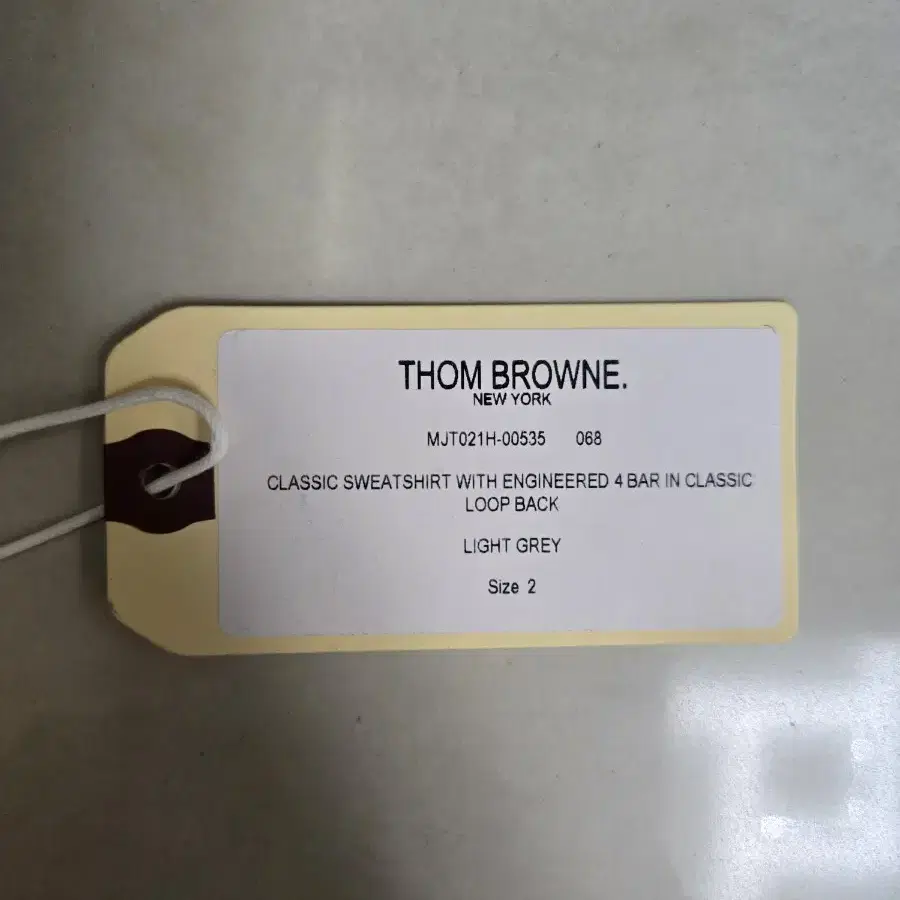 THOM BROWNE.
NEW YORK
MJT021H-00535 068
CLASSIC SWEATSHIRT WITH ENGINEERED 4 BAR IN CLASSIC
LOOP BACK
LIGHT GREY
Size 2